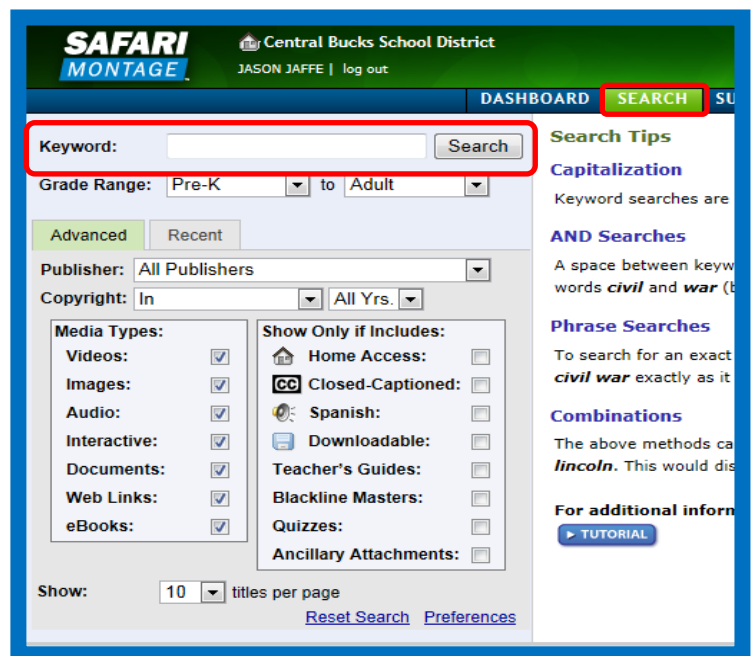 SAFARI
MONTAGE
Central Bucks School District
JASON JAFFE | log out
DASHBOARD SEARCH SU
Keyword: Search
Grade Range: Pre-K to Adult
Advanced Recent
Publisher: All Publishers
Copyright: In All Yrs.
Media Types:
Videos:
Images:
Audio:
Interactive:
Documents:
Web Links:
eBooks:
Show Only if Includes:
Home Access:
CC Closed-Captioned:
Spanish:
Downloadable:
Teacher's Guides:
Blackline Masters:
Quizzes:
Ancillary Attachments:
Show: 10 titles per page
Reset Search Preferences
Search Tips
Capitalization
Keyword searches are
AND Searches
A space between keyw
words civil and war (b
Phrase Searches
To search for an exact
civil war exactly as it
Combinations
The above methods ca
lincoln. This would dis
For additional inform
TUTORIAL